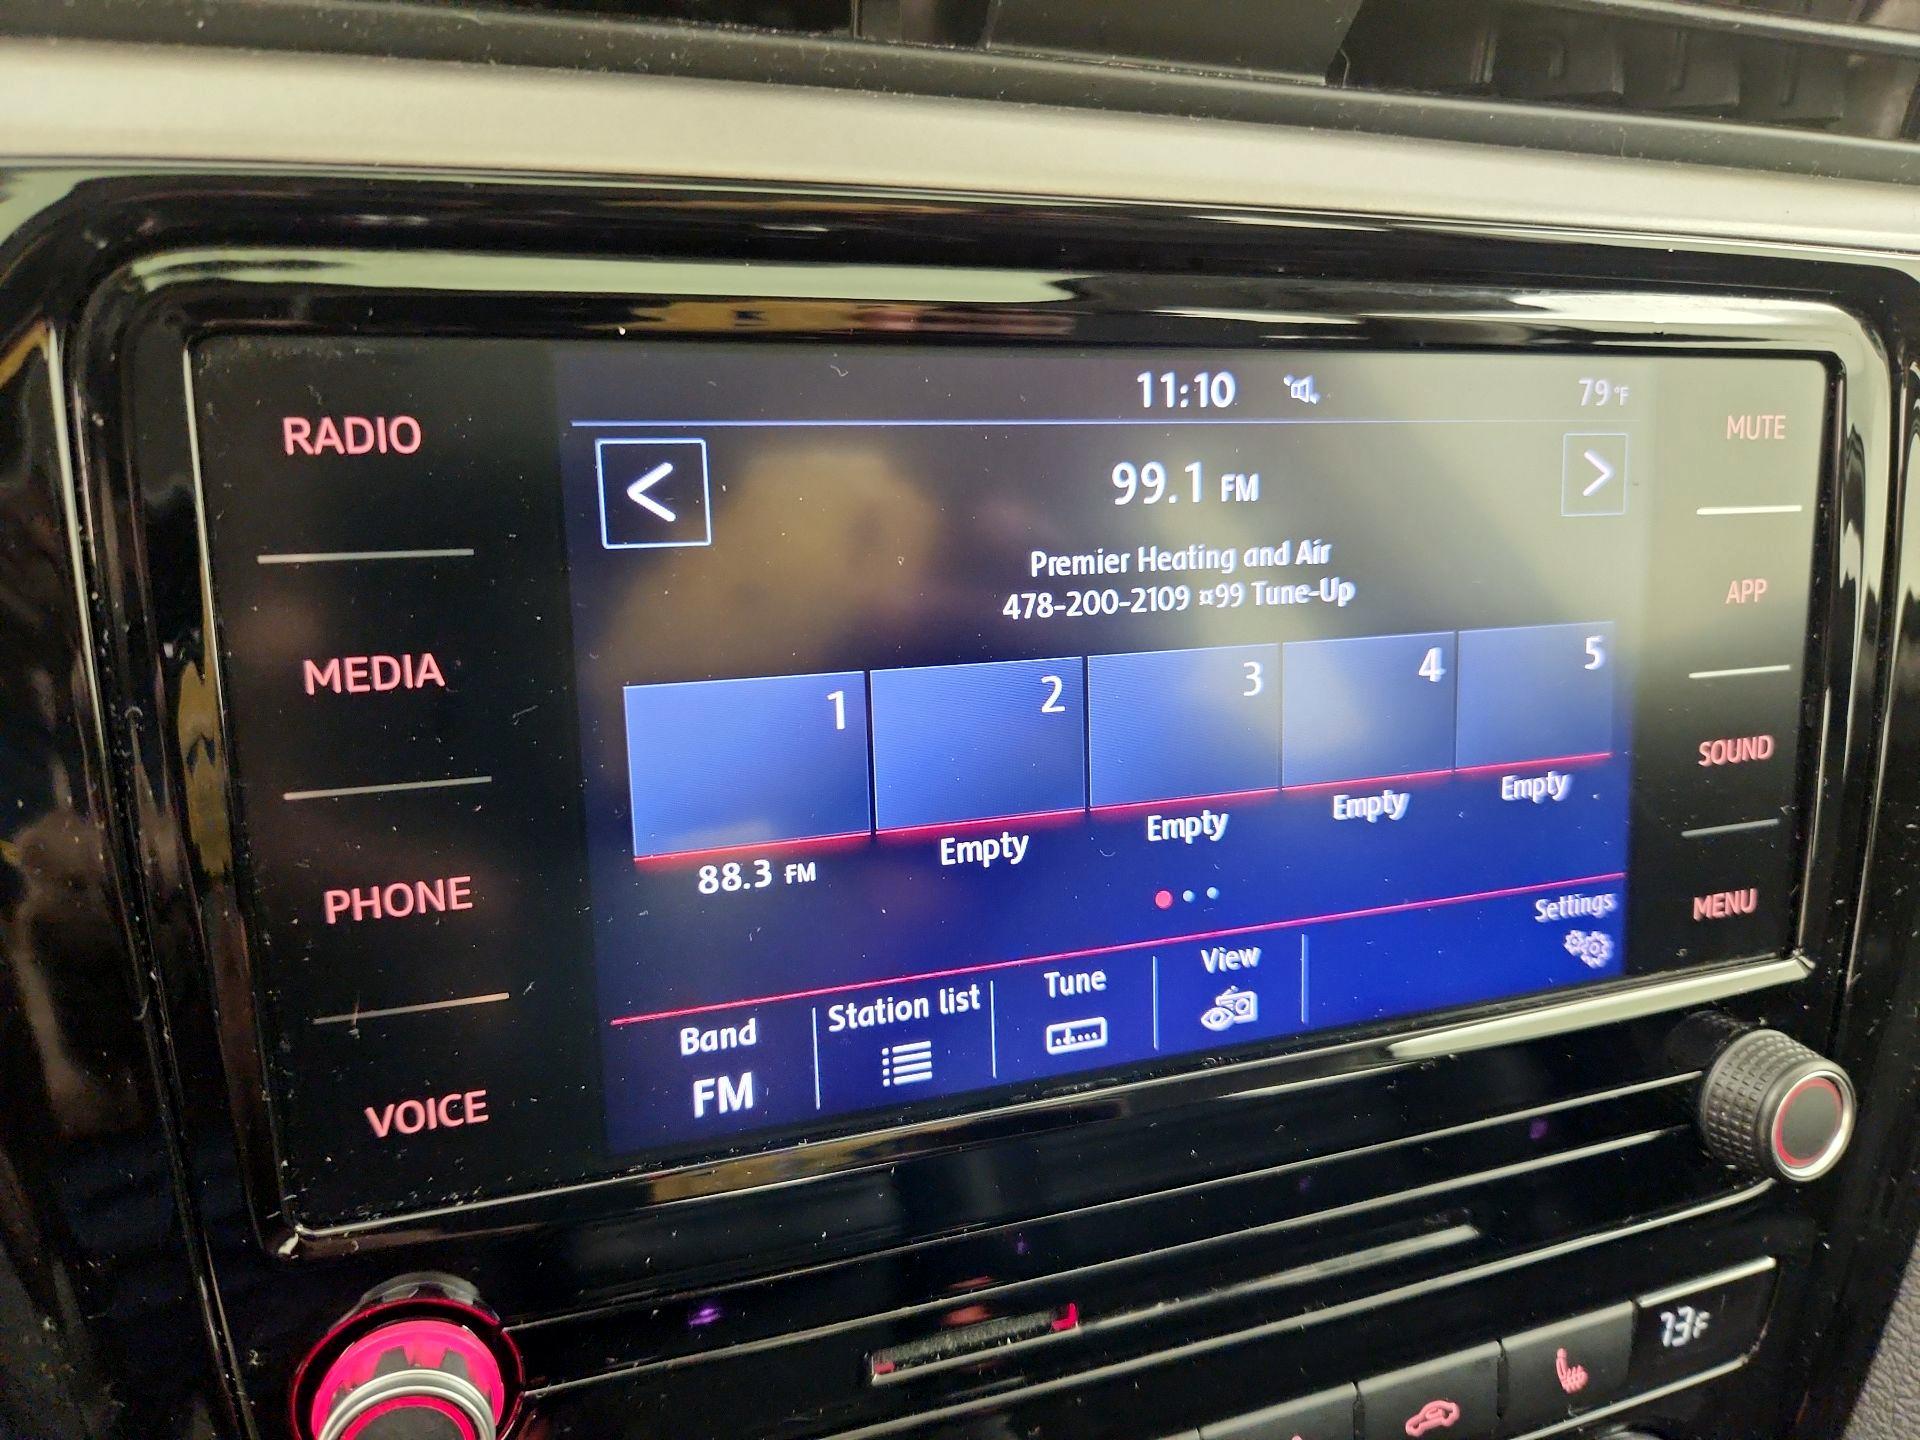 11:10
79°F
RADIO
MEDIA
PHONE
VOICE
<
99.1 FM
>
Premier Heating and Air
478-200-2109 ¤99 Tune-Up
1
2
3
4
5
88.3 FM
Empty
Empty
Empty
Empty
Band
FM
Station list
Tune
View
Settings
MUTE
APP
SOUND
MENU
73F